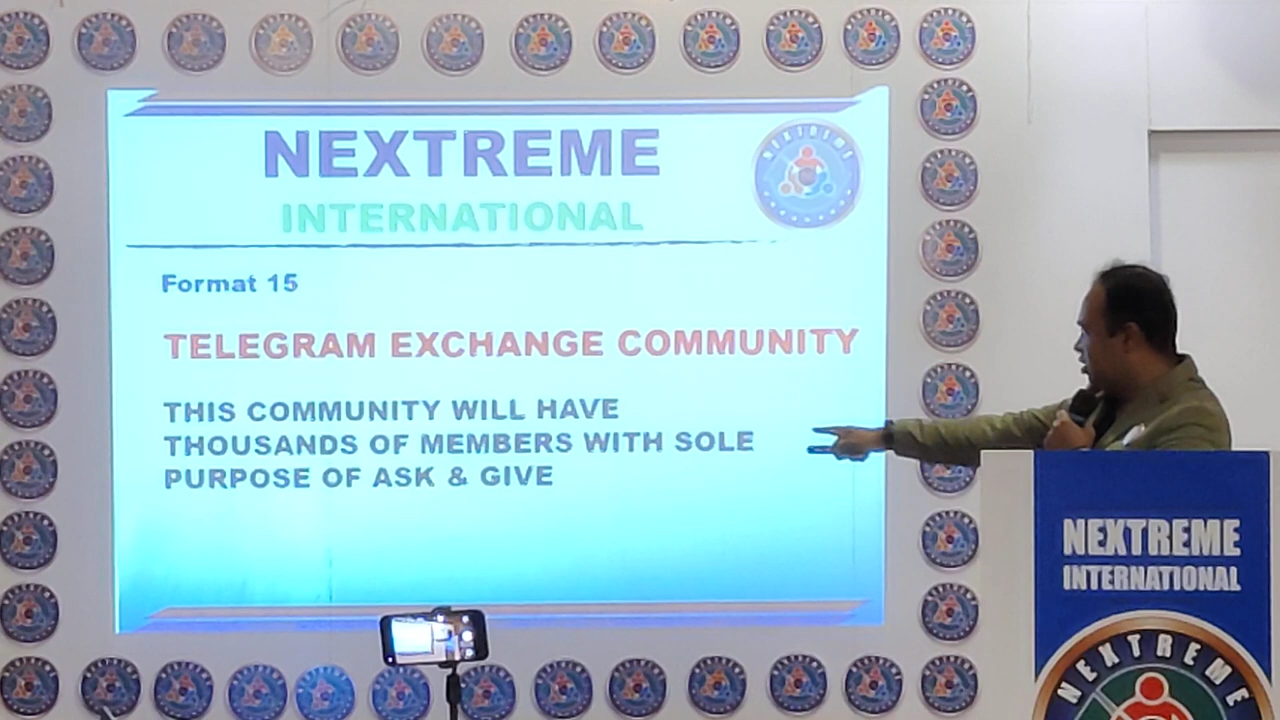 NEXTREME
INTERNATIONAL
NEXTREME
Format 15
TELEGRAM EXCHANGE COMMUNITY
THIS COMMUNITY WILL HAVE
THOUSANDS OF MEMBERS WITH SOLE
PURPOSE OF ASK & GIVE
NEXTREME
INTERNATIONAL
NEXTREME